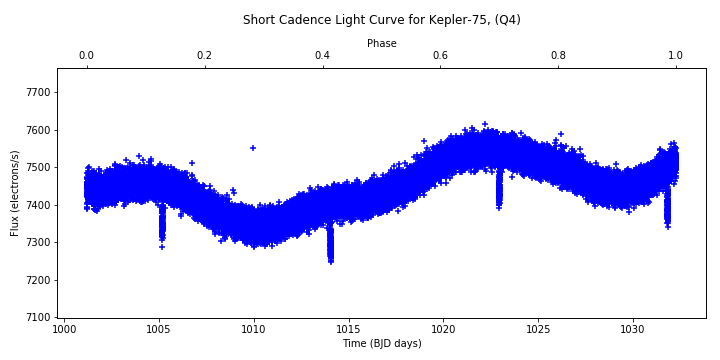 Short Cadence Light Curve for Kepler-75, (Q4)
Phase
0.0 0.2 0.4 0.6 0.8 1.0
7700
7600
7500
7400
7300
7200
7100
Flux (electrons/s)
1000 1005 1010 1015 1020 1025 1030
Time (BJD days)